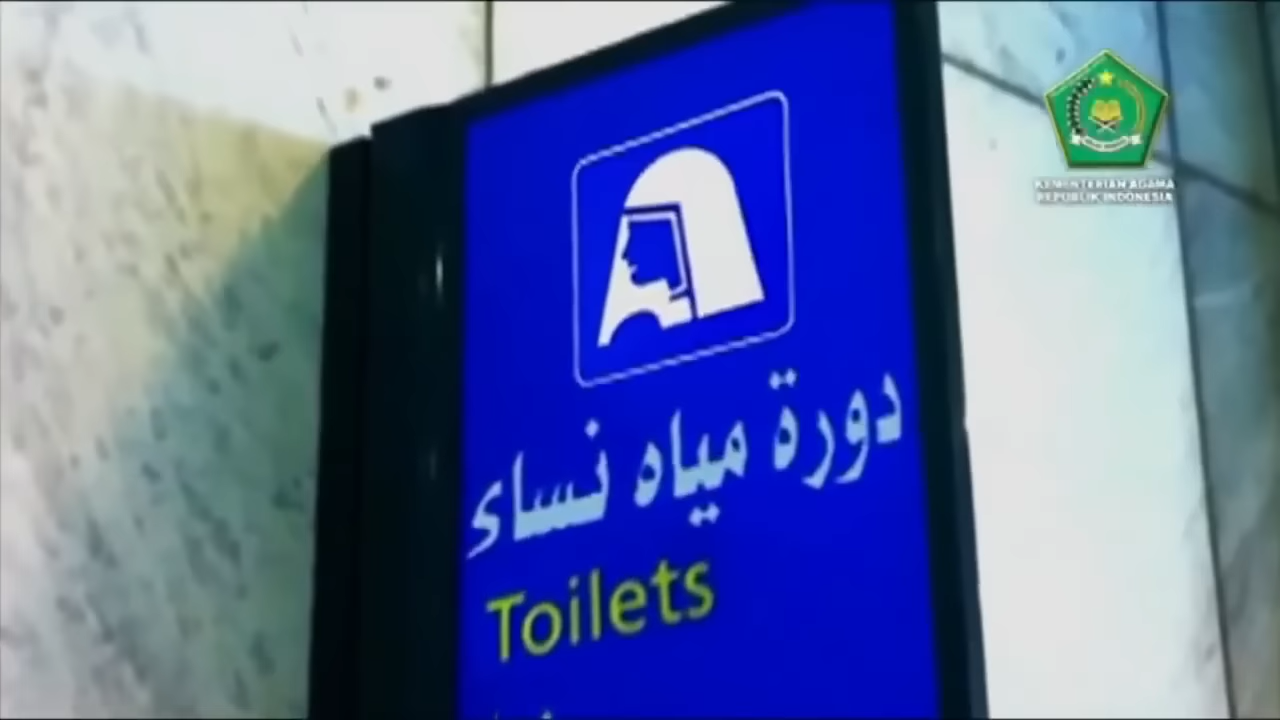 دورة مياه نساء
Toilets
KEMENTERIAN AGAMA
REPUBLIK INDONESIA